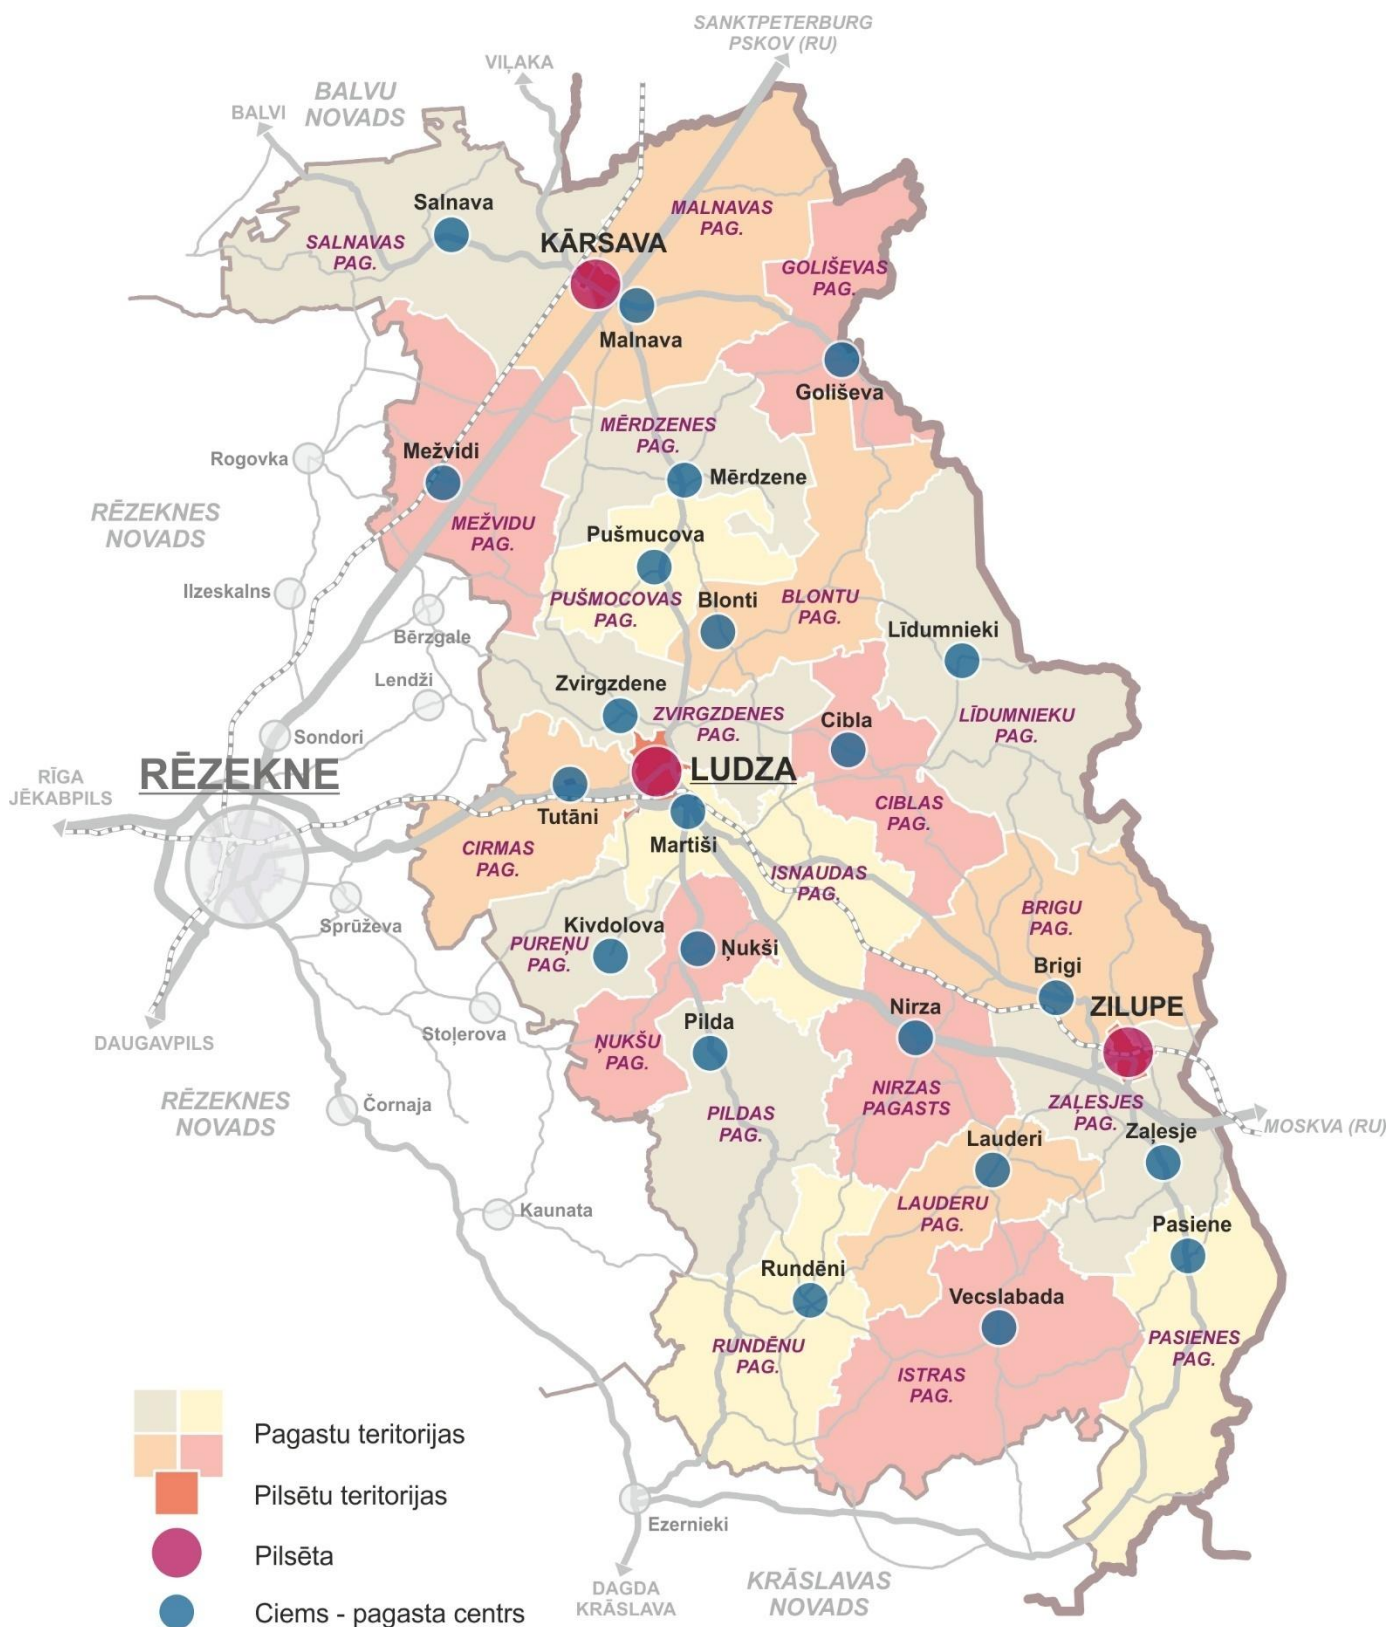 SANKTPETERBURG
PSKOV (RU)
VIĻAKA
BALVU
NOVADS
BALVI
Salnava
MALNAVAS
PAG.
SALNAVAS
PAG.
KĀRSAVA
GOLIŠEVAS
PAG.
Malnava
Goliševa
MĒRDZENES
PAG.
Mežvidi
Rogovka
Mērdzene
RĒZEKNES
NOVADS
MEŽVIDU
PAG.
Pušmucova
Ilzeskalns
PUŠMOCOVAS
PAG.
Blonti
BLONTU
PAG.
Bērzgale
Līdumnieki
Lendži
Zvirgzdene
ZVIRGZDENES
PAG.
Cibla
LĪDUMNIEKU
PAG.
Sondori
RĒZEKNE
LUDZA
RĪGA
JĒKABPILS
Tutāni
CIBLAS
PAG.
Martiši
CIRMAS
PAG.
ISNAUDAS
PAG.
Sprūževa
Kivdolova
PUREŅU
PAG.
Ņukši
BRIGU
PAG.
Brigi
ZILUPE
Stoļerova
Pilda
Nirza
DAUGAVPILS
ŅUKŠU
PAG.
RĒZEKNES
NOVADS
Čornaja
PILDAS
PAG.
NIRZAS
PAGASTS
ZAĻESJES
PAG.
MOSKVA (RU)
Zaļesje
Lauderi
Kaunata
LAUDERU
PAG.
Pasiene
Rundēni
Vecslabada
RUNDĒNU
PAG.
ISTRAS
PAG.
PASIENES
PAG.
Pagastu teritorijas
Pilsētu teritorijas
Ezernieki
Pilsēta
DAGDA
KRĀSLAVA
KRĀSLAVAS
NOVADS
Ciems - pagasta centrs